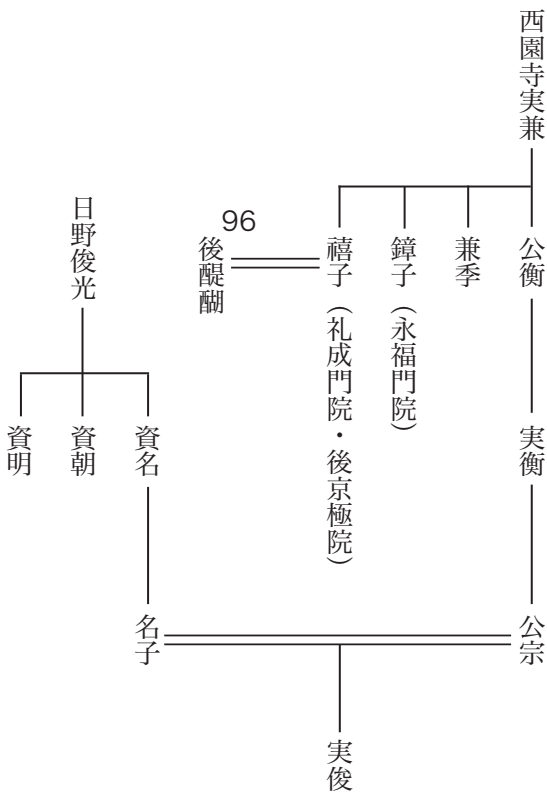 西園寺実兼
公衡
兼季
鏱子（永福門院）
禧子（礼成門院・後京極院）
96
後醍醐
日野俊光
実衡
資名
資朝
資明
公宗
名子
実俊